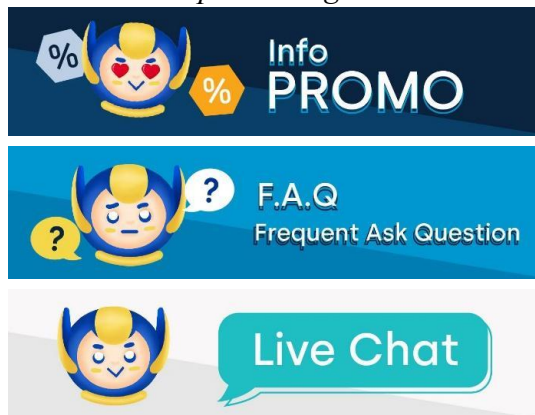 %
%
Info
PROMO
?
?
F.A.Q
Frequent Ask Question
Live Chat